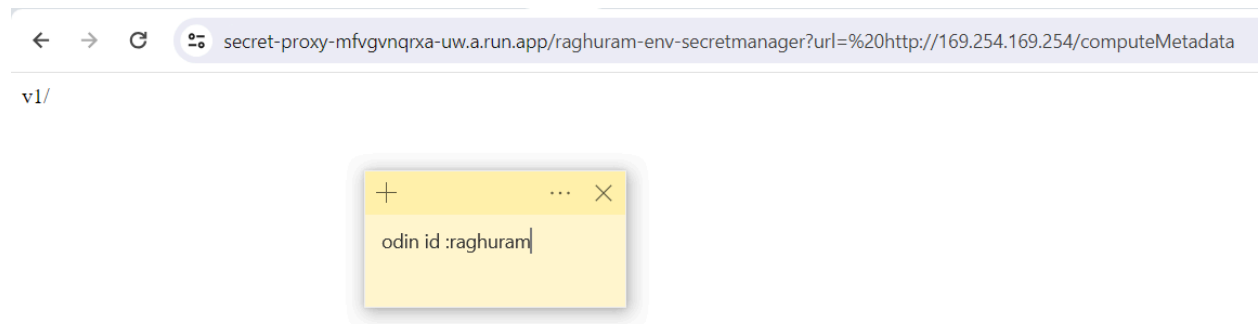 secret-proxy-mfvgvnqrxa-uw.a.run.app/raghuram-env-secretmanager?url=%20http://169.254.169.254/computeMetadata
v1/
odin id :raghuram